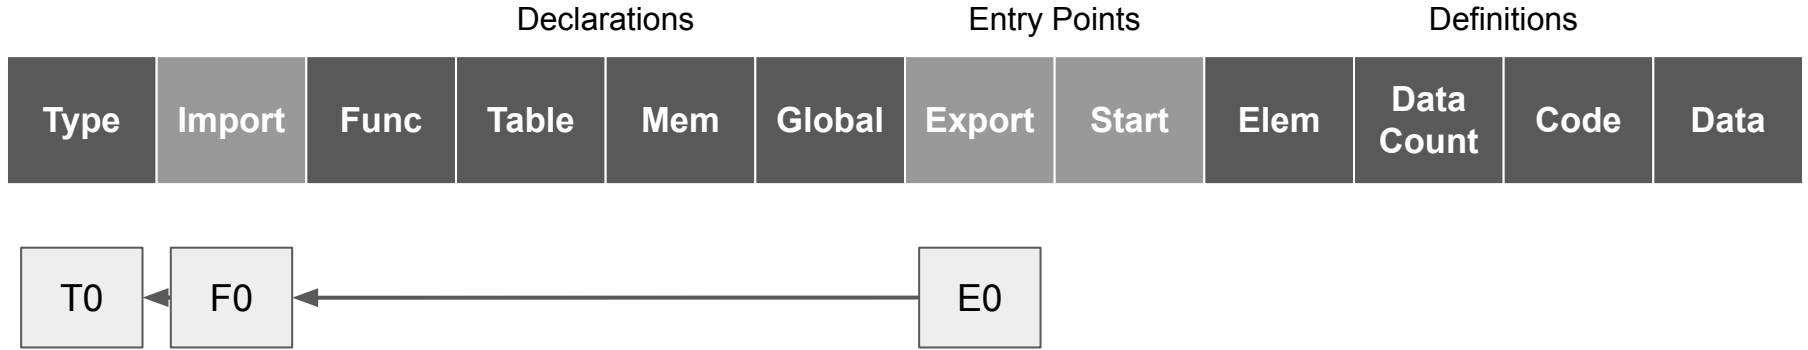 Declarations
Entry Points
Definitions
Type
Import
Func
Table
Mem
Global
Export
Start
Elem
Data
Count
Code
Data
T0
F0
E0